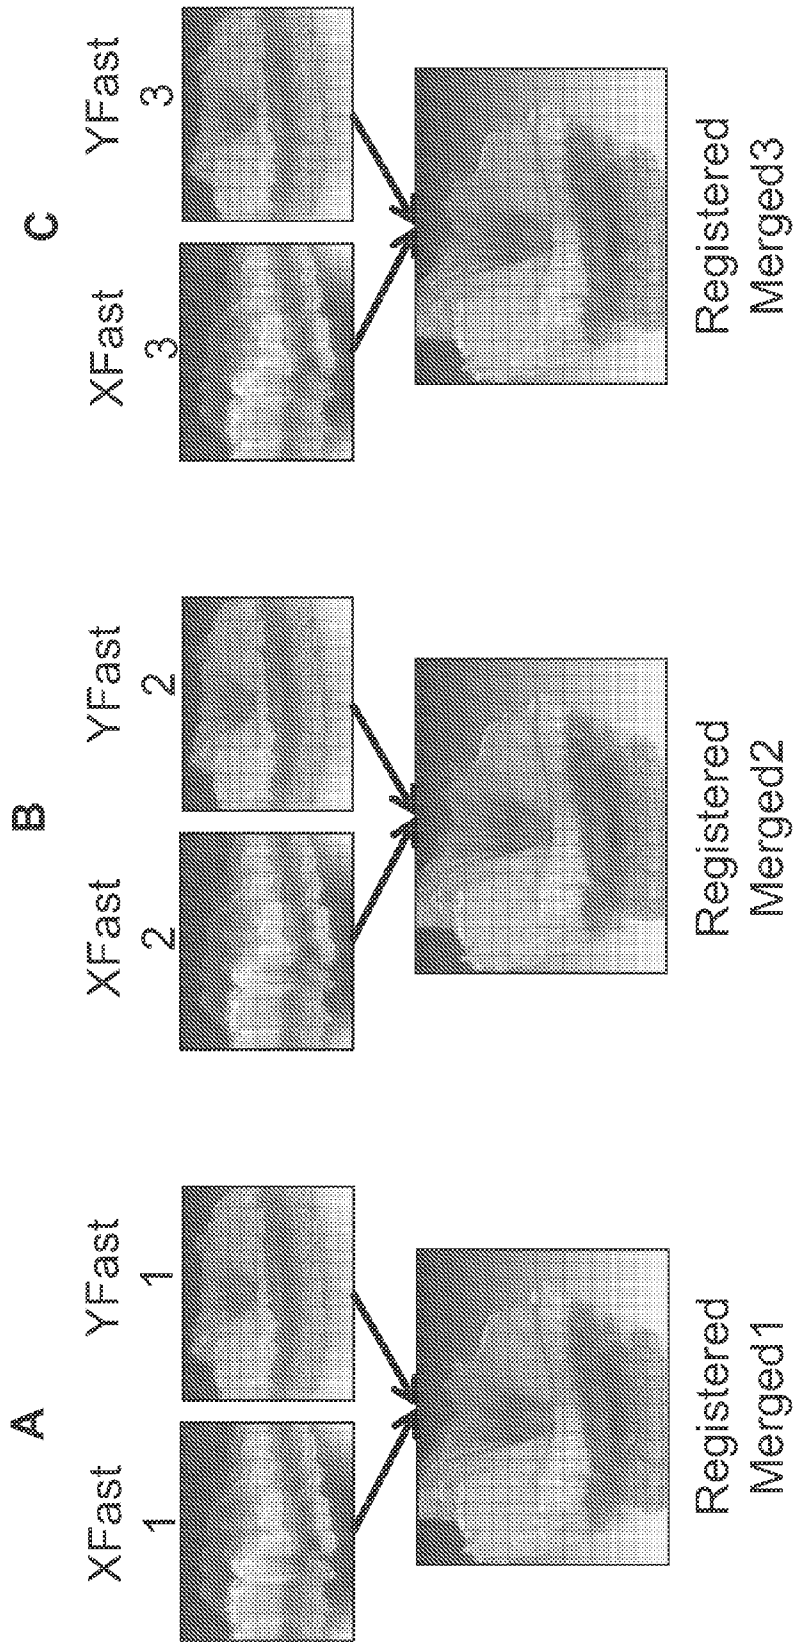 A
XFast
1
YFast
1
Registered
Merged1
B
XFast
2
YFast
2
Registered
Merged2
C
XFast
3
YFast
3
Registered
Merged3